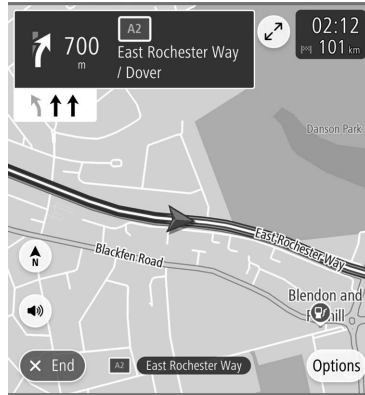 700
m
A2
East Rochester Way
/ Dover
02:12
101 km
Danson Park
East Rochester Way
Blackfen Road
N
Blendon and
End
A2
East Rochester Way
Options